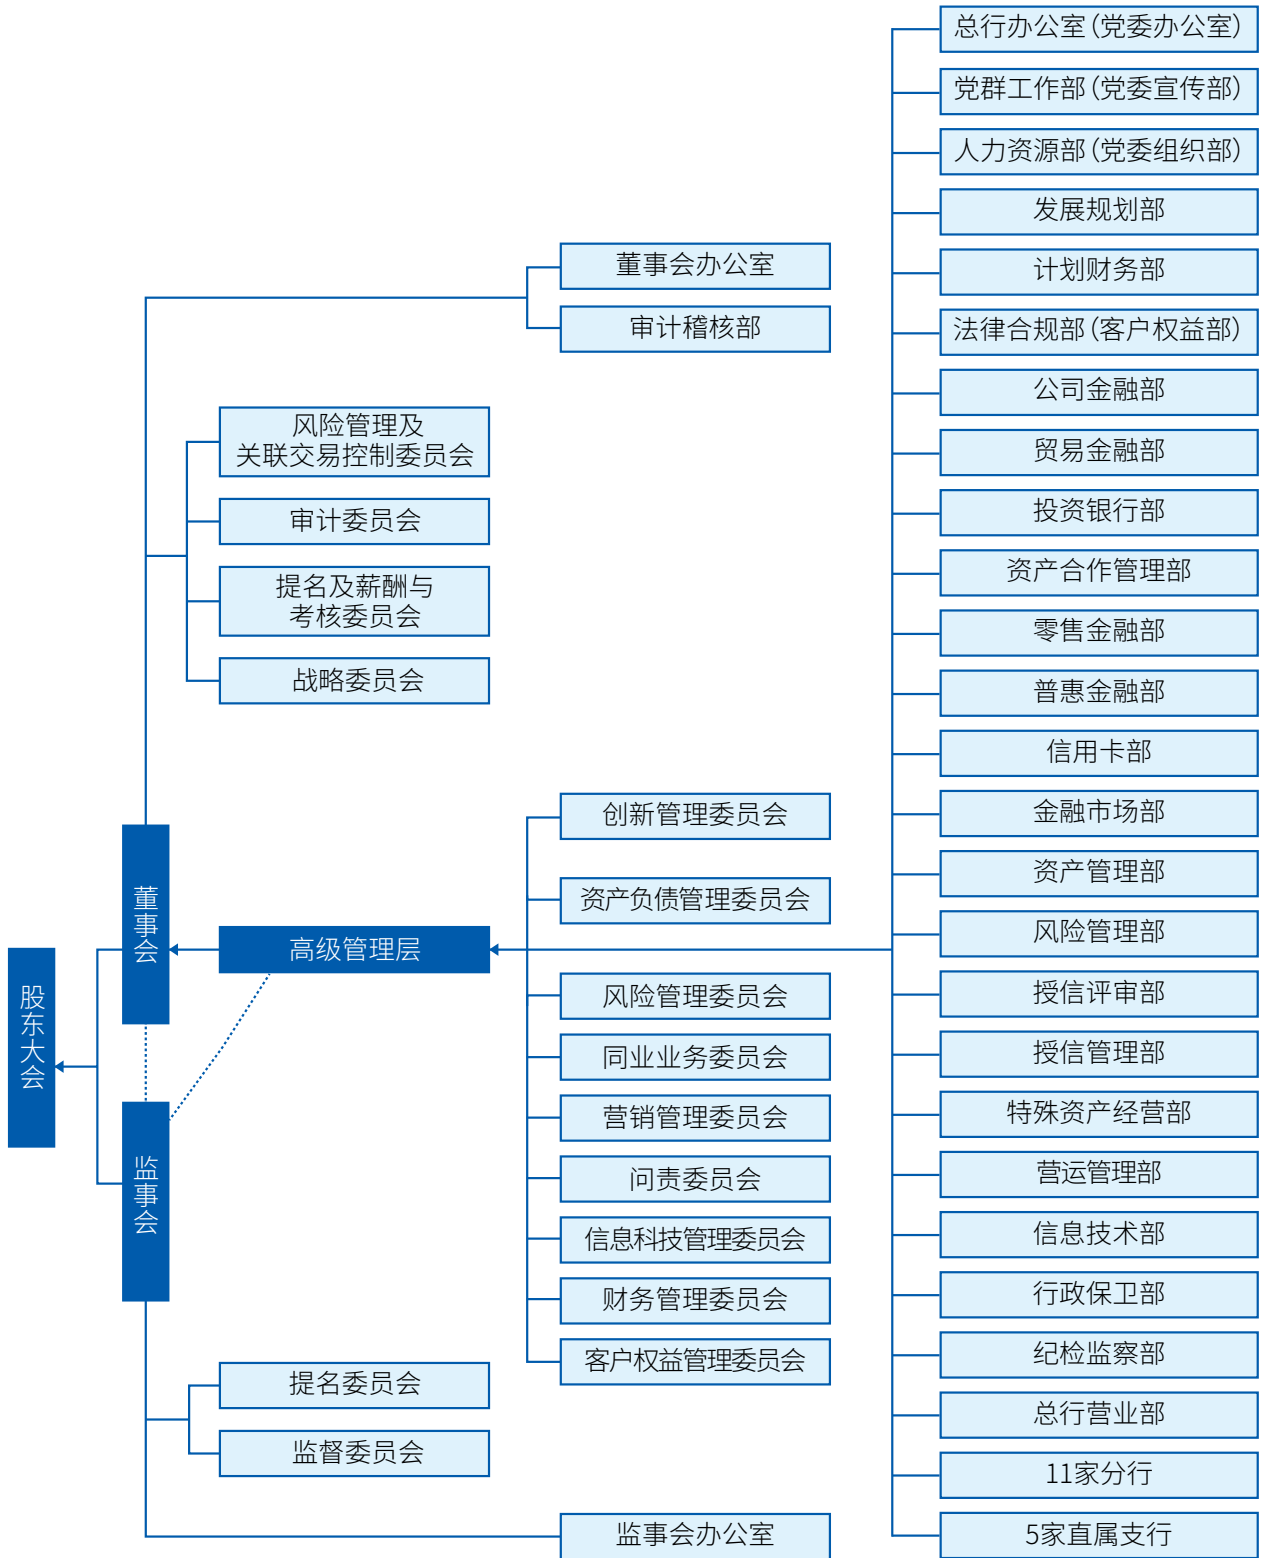 股东大会
董事会
监事会
高级管理层
董事会办公室
审计稽核部
风险管理及
关联交易控制委员会
审计委员会
提名及薪酬与
考核委员会
战略委员会
创新管理委员会
资产负债管理委员会
风险管理委员会
同业业务委员会
营销管理委员会
问责委员会
信息科技管理委员会
财务管理委员会
客户权益管理委员会
提名委员会
监督委员会
监事会办公室
总行办公室(党委办公室)
党群工作部(党委宣传部)
人力资源部(党委组织部)
发展规划部
计划财务部
法律合规部(客户权益部)
公司金融部
贸易金融部
投资银行部
资产合作管理部
零售金融部
普惠金融部
信用卡部
金融市场部
资产管理部
风险管理部
授信评审部
授信管理部
特殊资产经营部
营运管理部
信息技术部
行政保卫部
纪检监察部
总行营业部
11家分行
5家直属支行